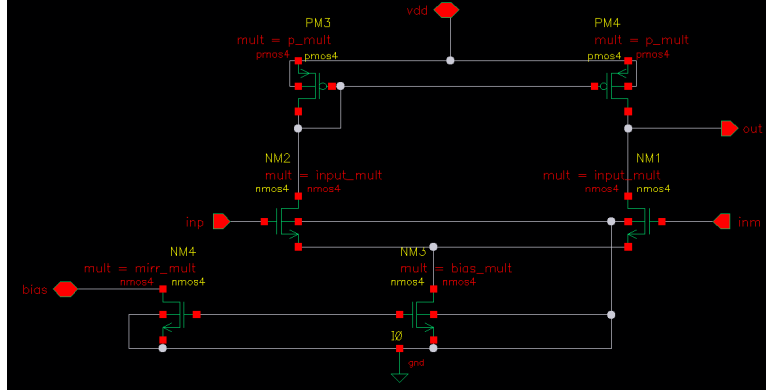 vdd
PM3
PM4
mult = p_mult
mult = p_mult
pmos4
pmos4
pmos4
pmos4
out
NM2
NM1
mult = input_mult
mult = input_mult
nmos4
nmos4
nmos4
nmos4
inp
inm
NM4
NM3
mult = mirr_mult
mult = bias_mult
nmos4
nmos4
nmos4
nmos4
bias
I0
gnd